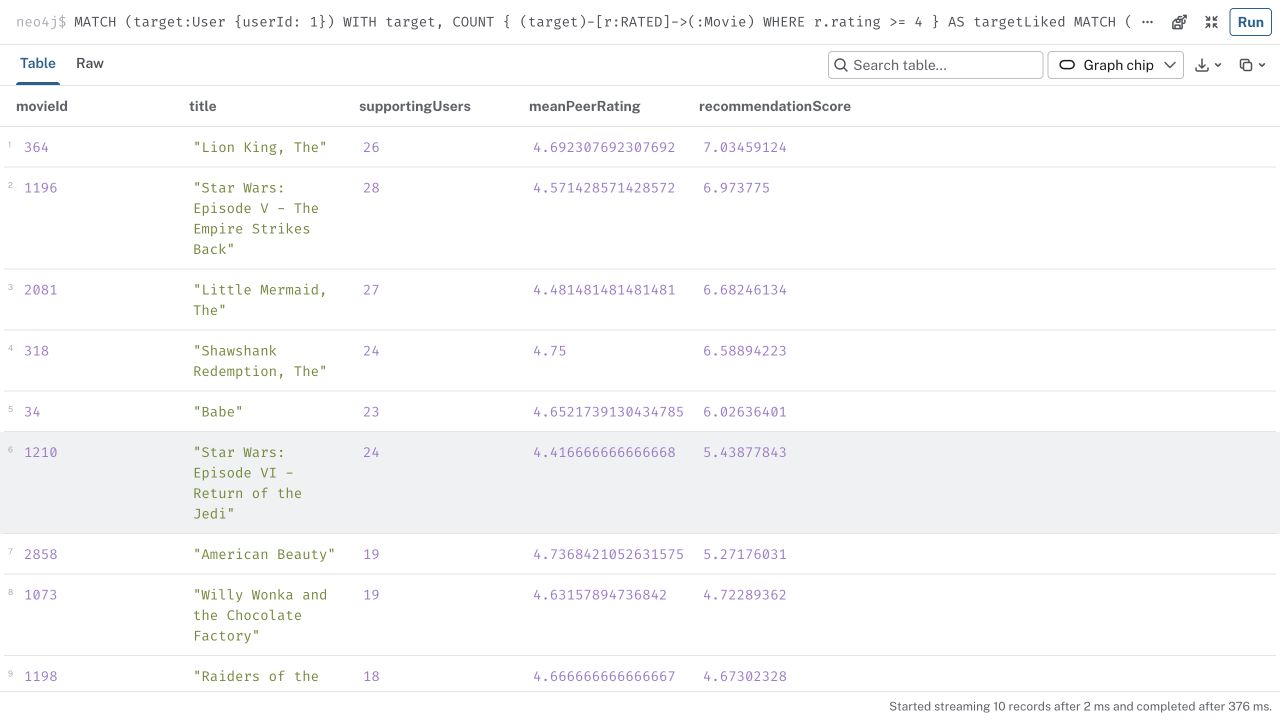 neo4j$ MATCH (target:User {userId: 1}) WITH target, COUNT { (target)-[r:RATED]->(:Movie) WHERE r.rating >= 4 } AS targetLiked MATCH ( ··· Run
Table Raw Search table... Graph chip
movieId title supportingUsers meanPeerRating recommendationScore
1 364 "Lion King, The" 26 4.692307692307692 7.03459124
2 1196 "Star Wars: 28 4.571428571428572 6.973775
Episode V - The
Empire Strikes
Back"
3 2081 "Little Mermaid, 27 4.481481481481481 6.68246134
The"
4 318 "Shawshank 24 4.75 6.58894223
Redemption, The"
5 34 "Babe" 23 4.6521739130434785 6.02636401
6 1210 "Star Wars: 24 4.416666666666668 5.43877843
Episode VI -
Return of the
Jedi"
7 2858 "American Beauty" 19 4.7368421052631575 5.27176031
8 1073 "Willy Wonka and 19 4.63157894736842 4.72289362
the Chocolate
Factory"
9 1198 "Raiders of the 18 4.666666666666667 4.67302328
Started streaming 10 records after 2 ms and completed after 376 ms.